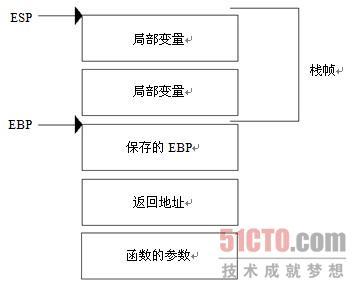 ESP
局部变量
局部变量
栈帧
EBP
保存的 EBP
返回地址
函数的参数
51CTO.com
技术成就梦想